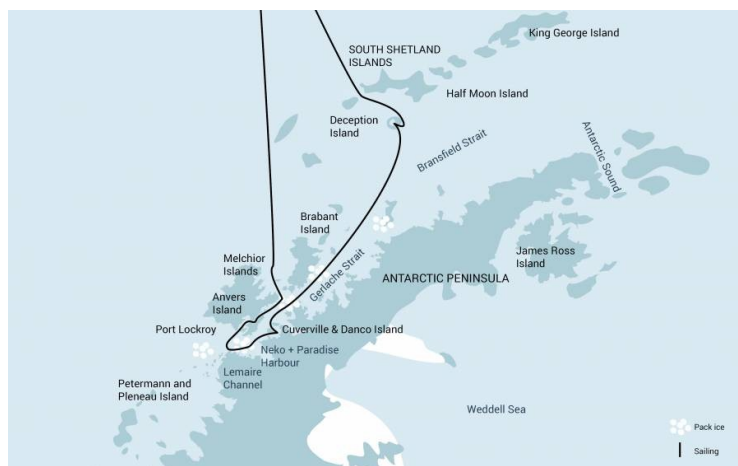 King George Island
SOUTH SHETLAND
ISLANDS
Half Moon Island
Deception
Island
Bransfield Strait
Antarctic Sound
Brabant
Island
Melchior
Islands
Gerlache Strait
James Ross
Island
ANTARCTIC PENINSULA
Anvers
Island
Port Lockroy
Cuverville & Danco Island
Neko + Paradise
Harbour
Lemaire
Channel
Petermann and
Pleneau Island
Weddell Sea
Pack ice
Sailing